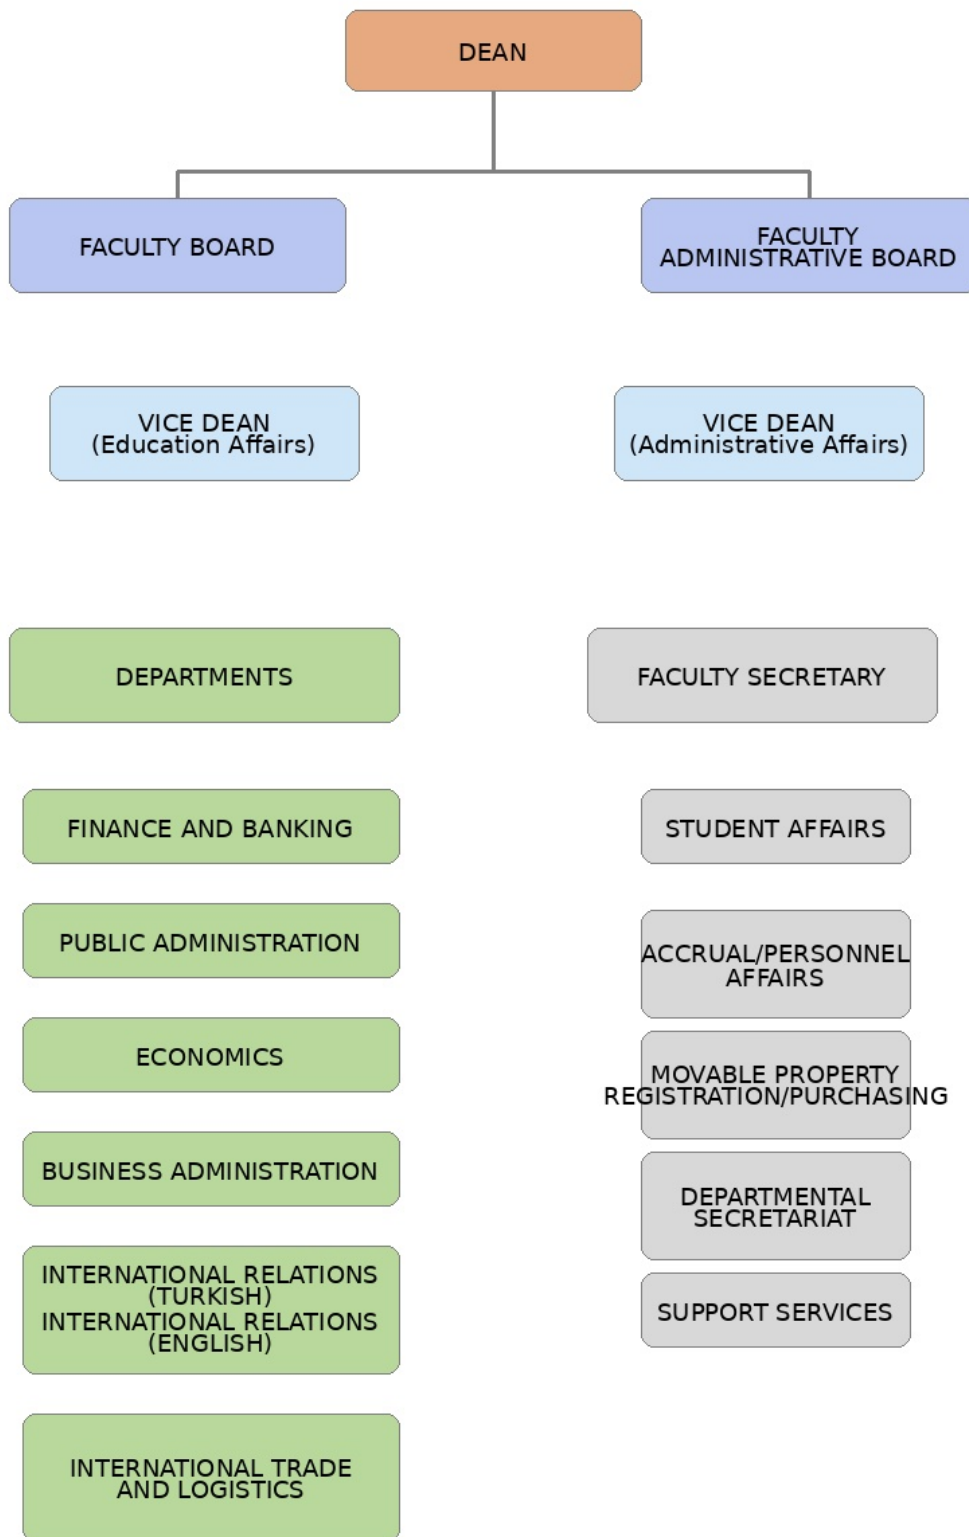 DEAN
FACULTY BOARD
FACULTY
ADMINISTRATIVE BOARD
VICE DEAN
(Education Affairs)
VICE DEAN
(Administrative Affairs)
DEPARTMENTS
FACULTY SECRETARY
FINANCE AND BANKING
PUBLIC ADMINISTRATION
ECONOMICS
BUSINESS ADMINISTRATION
INTERNATIONAL RELATIONS
(TURKISH)
INTERNATIONAL RELATIONS
(ENGLISH)
INTERNATIONAL TRADE
AND LOGISTICS
STUDENT AFFAIRS
ACCRUAL/PERSONNEL
AFFAIRS
MOVABLE PROPERTY
REGISTRATION/PURCHASING
DEPARTMENTAL
SECRETARIAT
SUPPORT SERVICES